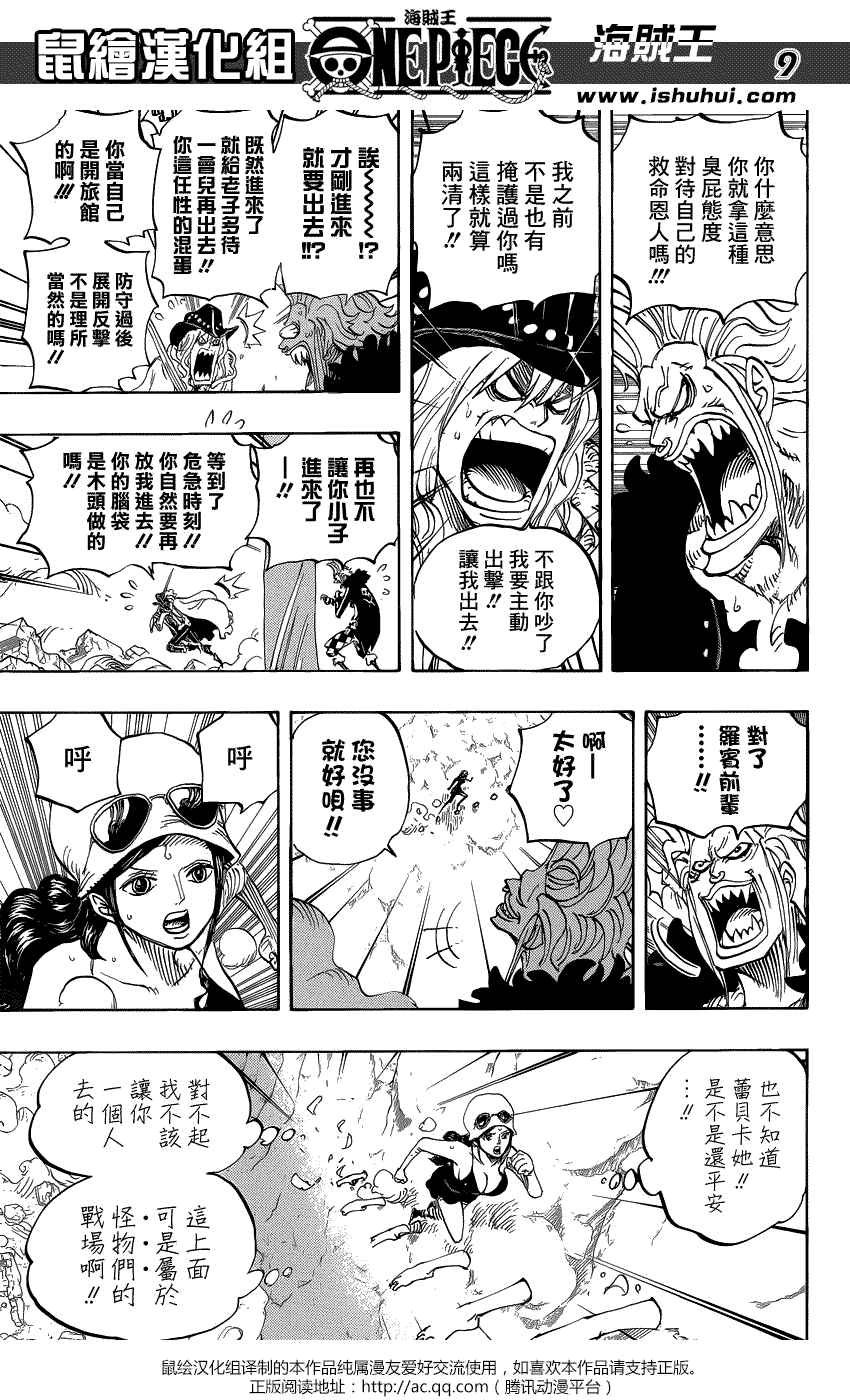 鼠繪漢化組
海賊王
ONE PIECE
海賊王
9
www.ishuhui.com
你什麼意思
你就拿這種
臭屁態度
對待自己的
救命恩人嗎!!!
我之前
不是也有
掩護過你嗎
這樣就算
兩清了!!
不跟你吵了
我要主動
出擊!!
讓我出去!!
誒~~~~~!?
才剛進來
就要出去!!?
既然進來了
就給老子多待
一會兒再出去!!
你這任性的混蛋
你當自己
是開旅館
的啊!!!
防守過後
展開反擊
不是理所
當然的嗎!!
再也不
讓你小子
進來了
—!!
等到了
危急時刻!!
你自然要再
放我進去!!
你的腦袋
是木頭做的
嗎!!
對了
羅賓前輩
……!!
啊—
太好了♡
您沒事
就好唄!!
呼
呼
也不知道
蕾貝卡她!!
是不是還平安
…!!
對不起
我不該
讓你
一個人
去的
這上面
可是屬於
怪物們的
戰場啊!!
鼠绘汉化组译制的本作品纯属漫友爱好交流使用，如喜欢本作品请支持正版。
正版阅读地址：http://ac.qq.com（腾讯动漫平台）